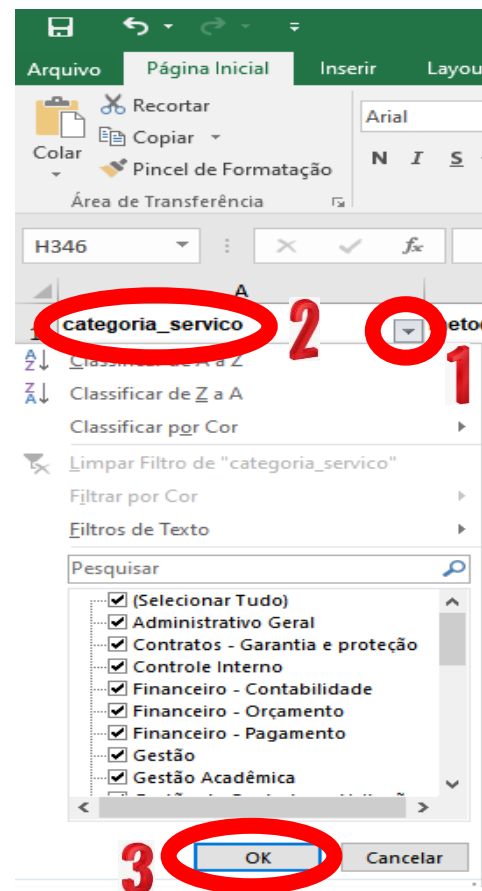 Arquivo Página Inicial Inserir Layou
Recortar
Copiar
Pincel de Formatação
Colar
Área de Transferência
Arial
N I S
H346 fx
A
1 categoria_servico 2 metod
1
Classificar de A a Z
Classificar de Z a A
Classificar por Cor
Limpar Filtro de "categoria_servico"
Filtrar por Cor
Filtros de Texto
Pesquisar
(Selecionar Tudo)
Administrativo Geral
Contratos - Garantia e proteção
Controle Interno
Financeiro - Contabilidade
Financeiro - Orçamento
Financeiro - Pagamento
Gestão
Gestão Acadêmica
3 OK Cancelar